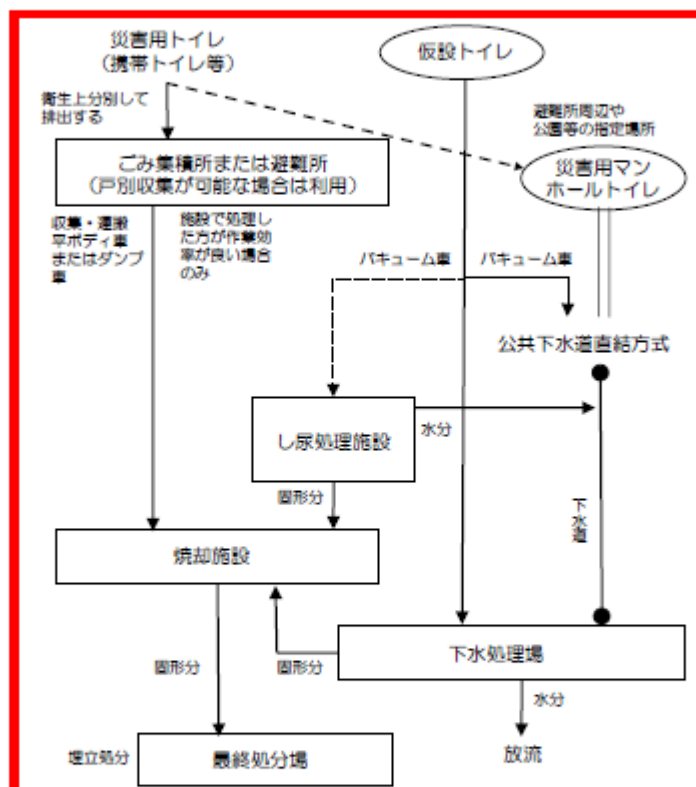 災害用トイレ
（携帯トイレ等）
仮設トイレ
衛生上分別して
排出する
避難所周辺や
公園等の指定場所
ごみ集積所または避難所
（戸別収集が可能な場合は利用）
災害用マン
ホールトイレ
収集・運搬
平ボディ車
またはダンプ
車
施設で処理し
た方が作業効
率が良い場合
のみ
バキューム車
バキューム車
公共下水道直結方式
し尿処理施設
水分
固形分
下水道
焼却施設
下水処理場
固形分
固形分
水分
埋立処分
最終処分場
放流